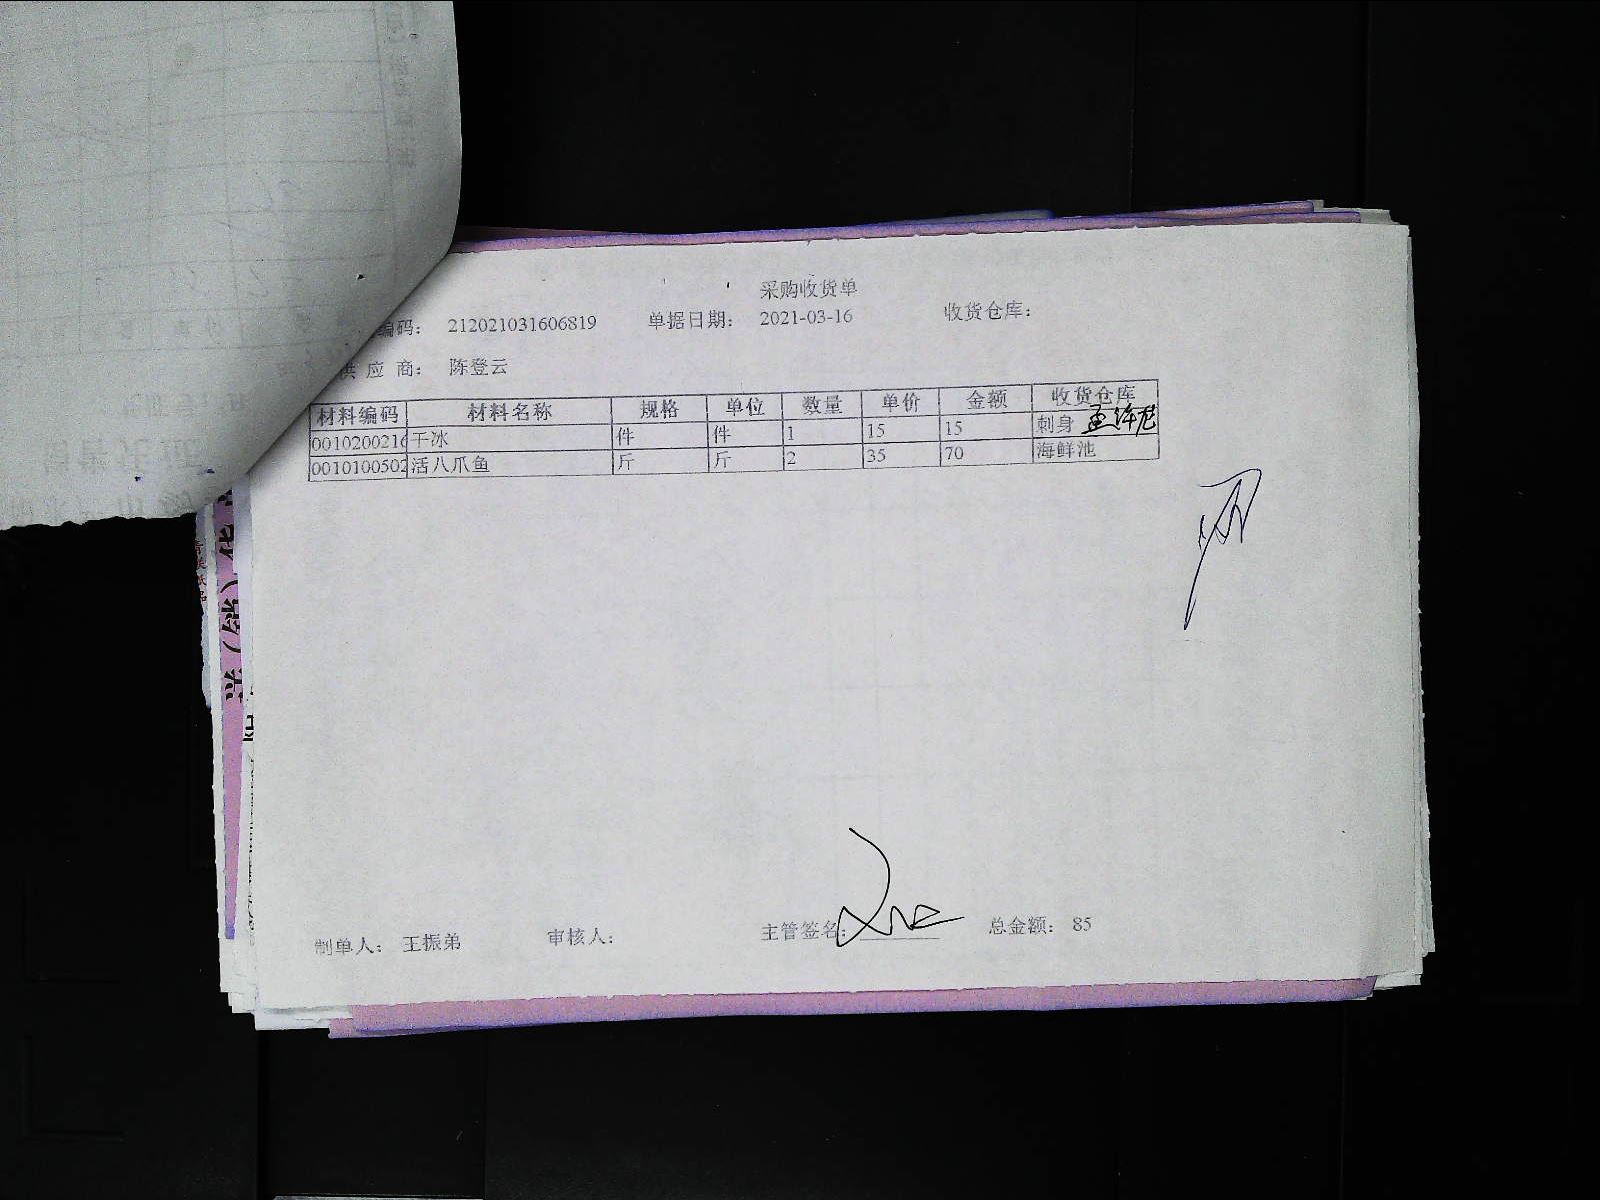 采购收货单
编码： 212021031606819 单据日期： 2021-03-16 收货仓库：
供 应 商： 陈登云
材料编码 材料名称 规格 单位 数量 单价 金额 收货仓库
0010200216 干冰 件 件 1 15 15 刺身
0010100502 活八爪鱼 斤 斤 2 35 70 海鲜池
制单人： 王振弟 审核人： 主管签名： 总金额： 85